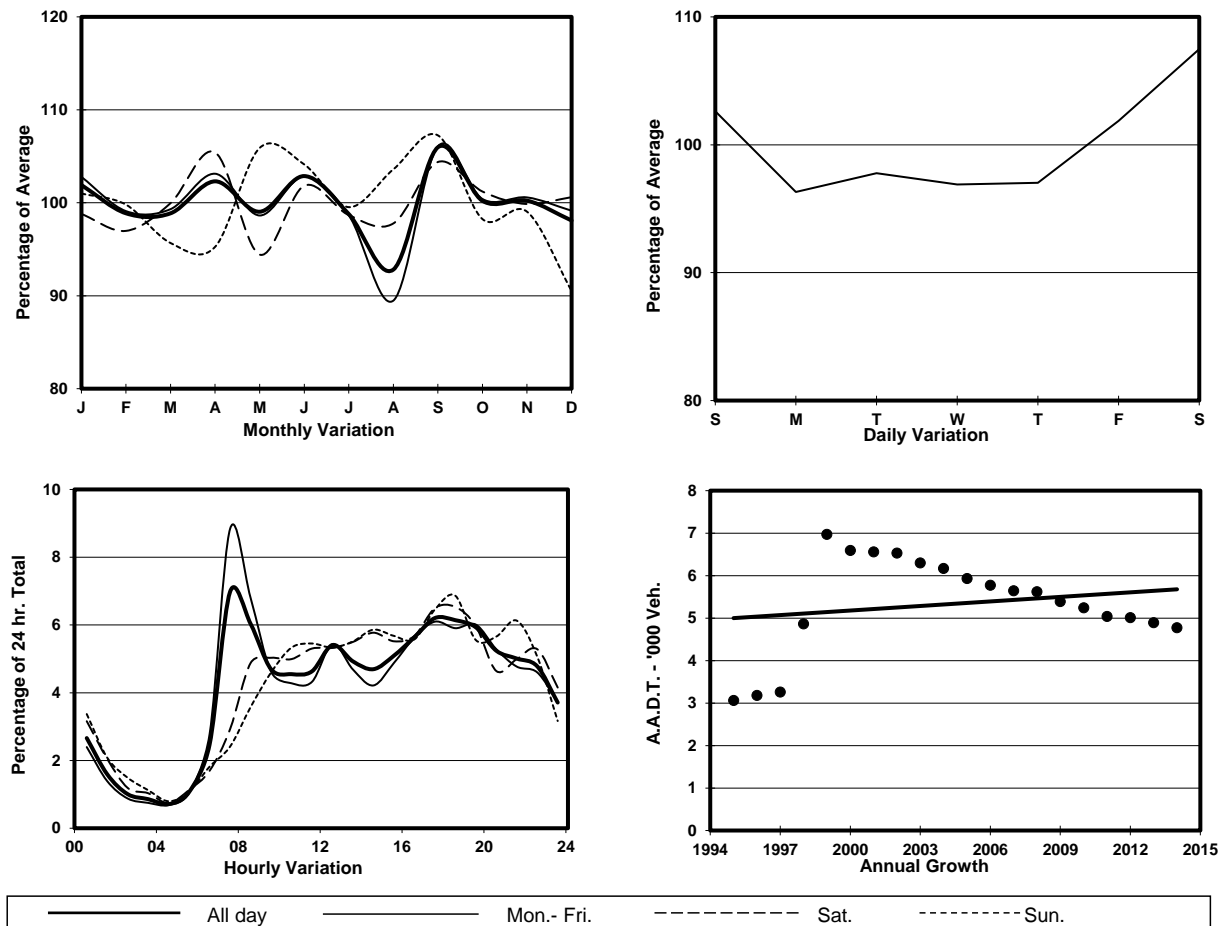 120
110
100
90
80
Percentage of Average
J F M A M J J A S O N D
Monthly Variation
110
100
90
80
Percentage of Average
S M T W T F S
Daily Variation
10
8
6
4
2
0
Percentage of 24 hr. Total
00 04 08 12 16 20 24
Hourly Variation
8
7
6
5
4
3
2
1
0
A.A.D.T. - '000 Veh.
1994 1997 2000 2003 2006 2009 2012 2015
Annual Growth
All day Mon.- Fri. Sat. Sun.